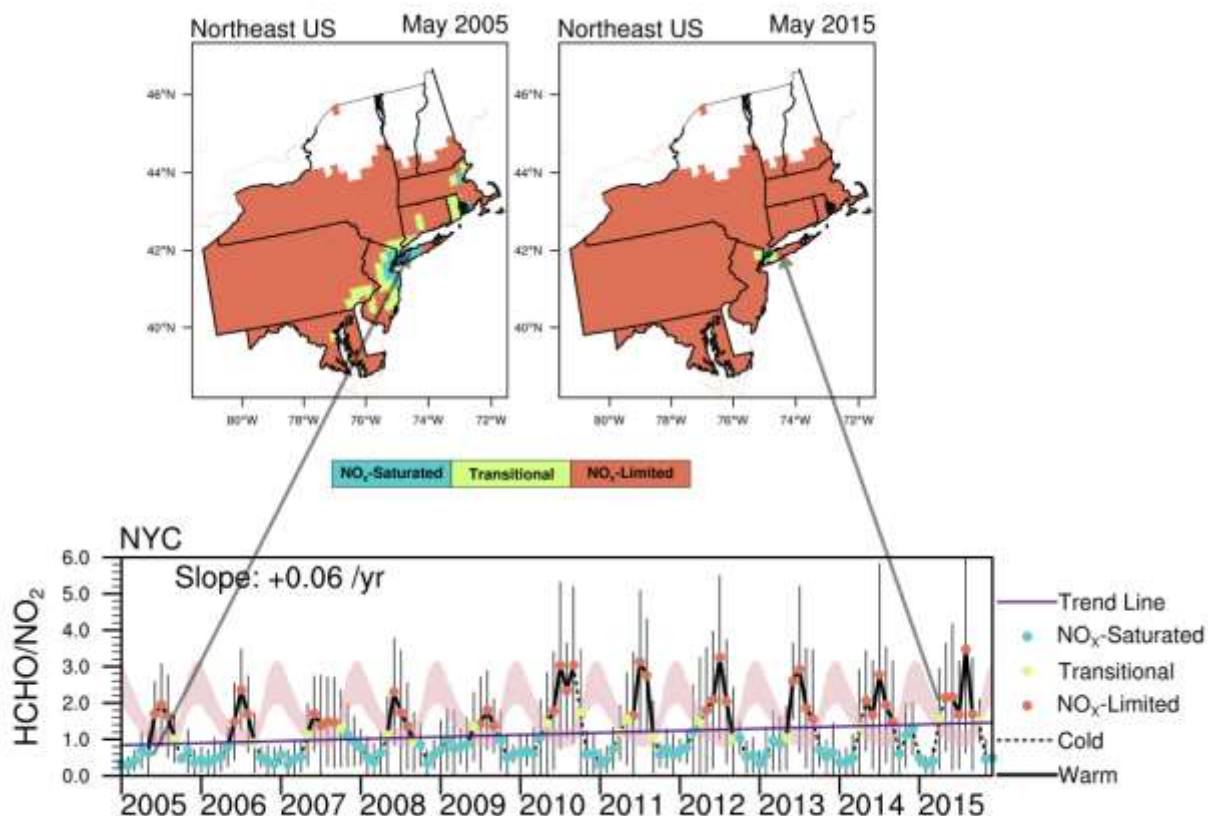 Northeast US May 2005
Northeast US May 2015
46°N
44°N
42°N
40°N
80°W 78°W 76°W 74°W 72°W
46°N
44°N
42°N
40°N
80°W 78°W 76°W 74°W 72°W
NOₓ-Saturated Transitional NOₓ-Limited
NYC
Slope: +0.06 /yr
HCHO/NO₂
6.0
5.0
4.0
3.0
2.0
1.0
0.0
2005 2006 2007 2008 2009 2010 2011 2012 2013 2014 2015
Trend Line
NOₓ-Saturated
Transitional
NOₓ-Limited
Cold
Warm